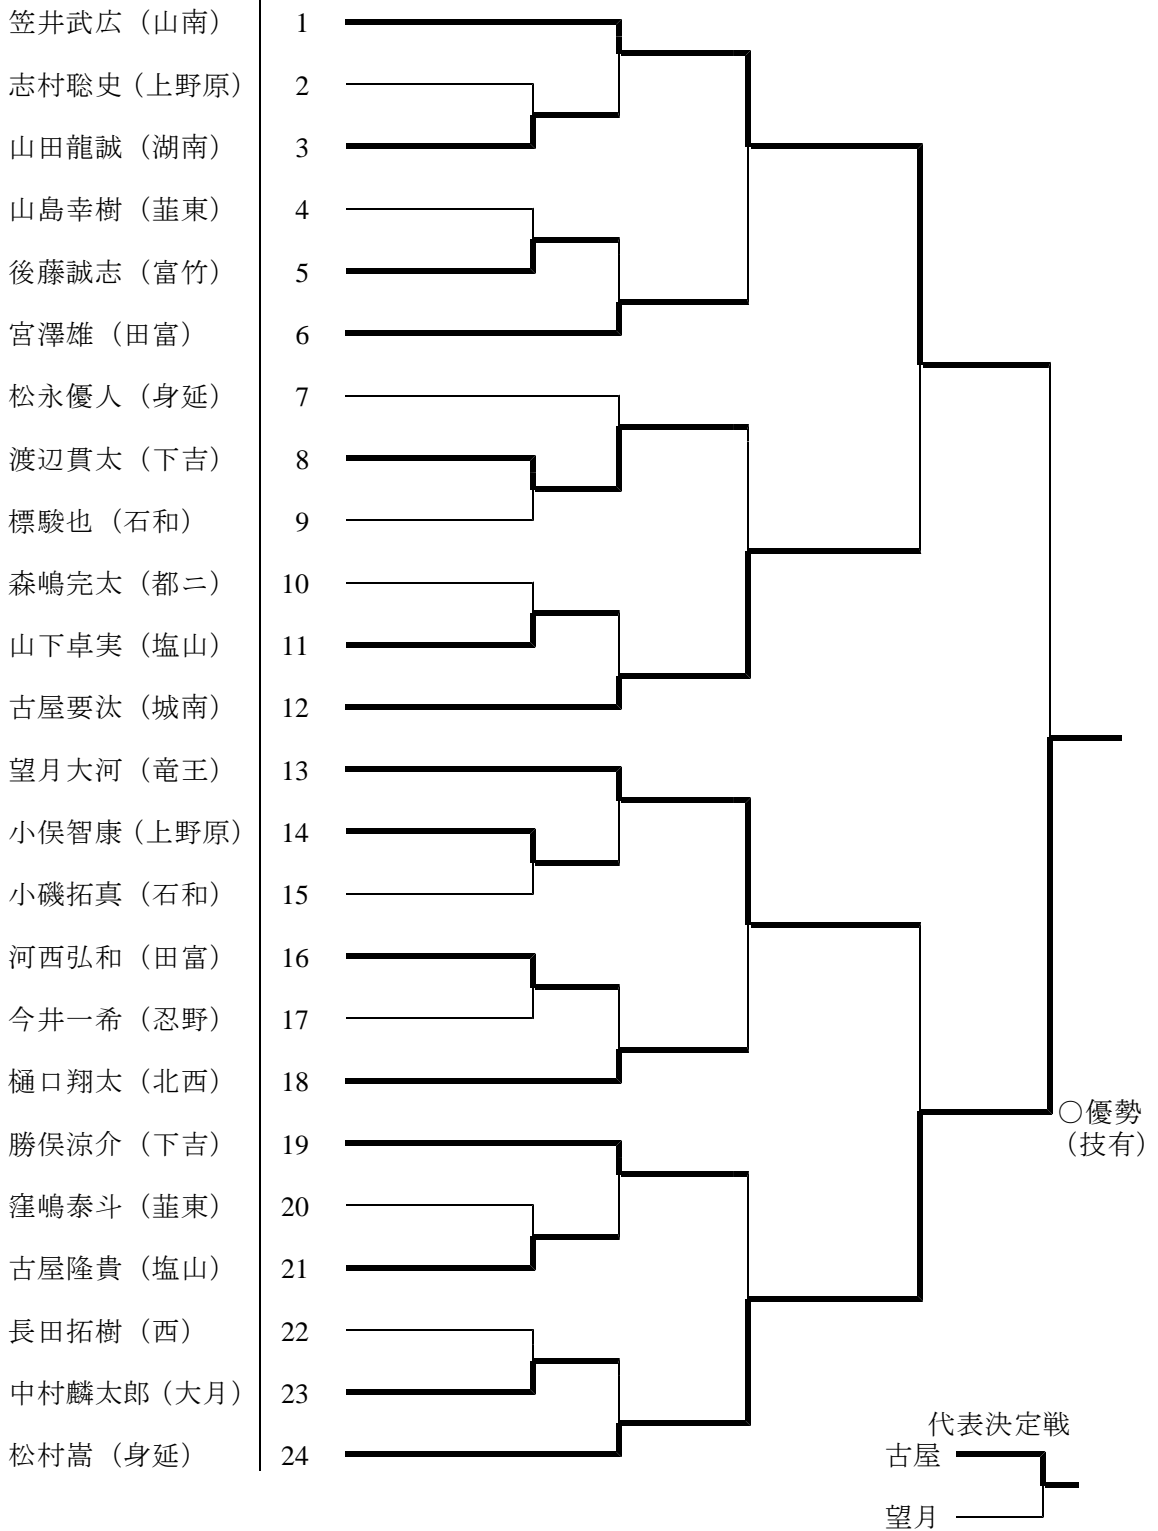 笠井武広（山南） 1
志村聡史（上野原） 2
山田龍誠（湖南） 3
山島幸樹（韮東） 4
後藤誠志（富竹） 5
宮澤雄（田富） 6
松永優人（身延） 7
渡辺貫太（下吉） 8
標駿也（石和） 9
森嶋完太（都ニ） 10
山下卓実（塩山） 11
古屋要汰（城南） 12
望月大河（竜王） 13
小俣智康（上野原） 14
小磯拓真（石和） 15
河西弘和（田富） 16
今井一希（忍野） 17
樋口翔太（北西） 18
○優勢
（技有）
勝俣涼介（下吉） 19
窪嶋泰斗（韮東） 20
古屋隆貴（塩山） 21
長田拓樹（西） 22
中村麟太郎（大月） 23
松村嵩（身延） 24
代表決定戦
古屋
望月